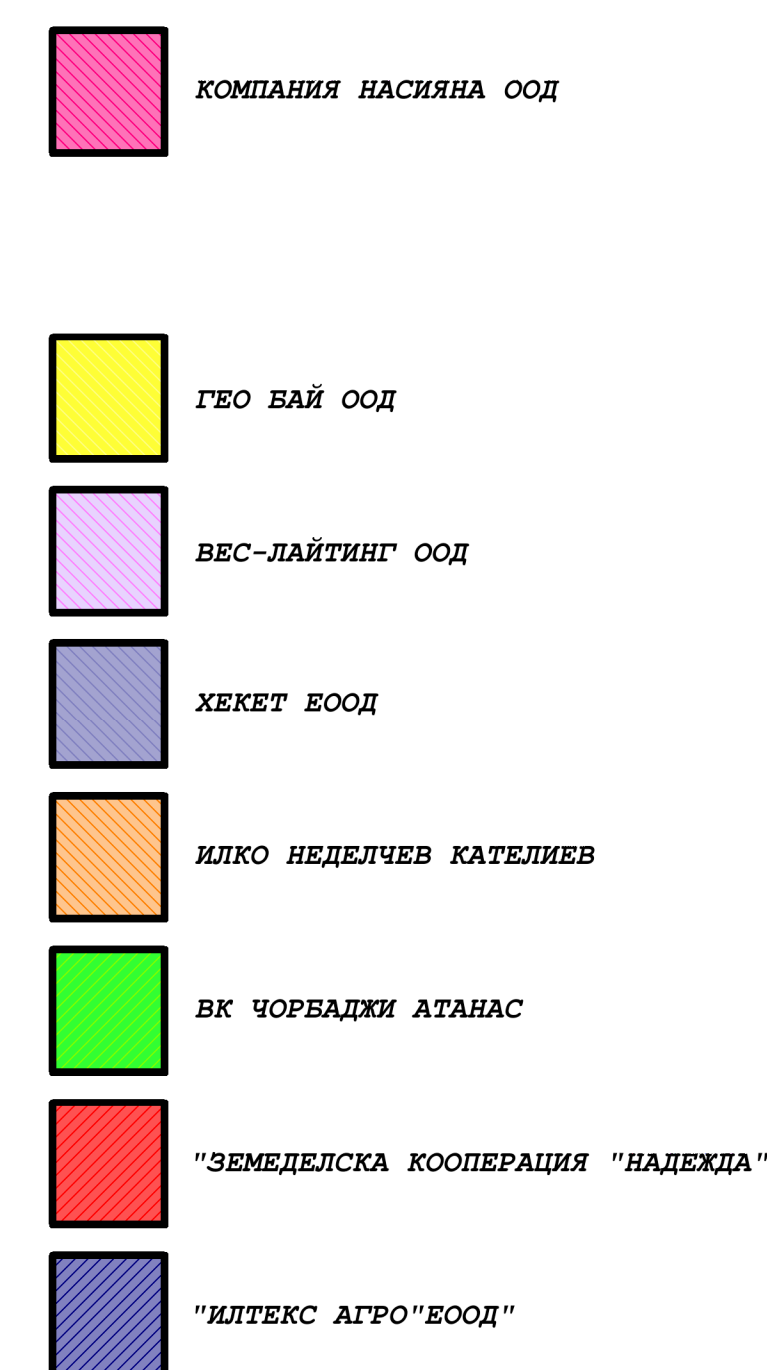 КОМПАНИЯ НАСИЯНА ООД
ГЕО БАЙ ООД
ВЕС-ЛАЙТИНГ ООД
ХЕКЕТ ЕООД
ИЛКО НЕДЕЛЧЕВ КАТЕЛИЕВ
ВК ЧОРБАДЖИ АТАНАС
"ЗЕМЕДЕЛСКА КООПЕРАЦИЯ "НАДЕЖДА"
"ИЛТЕКС АГРО"ЕООД"